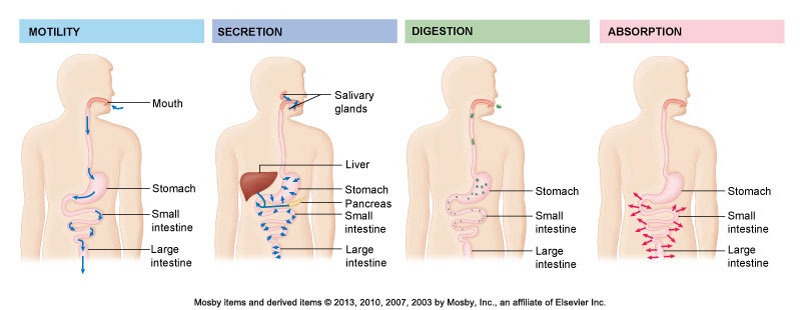 MOTILITY
Mouth
Stomach
Small
intestine
Large
intestine
SECRETION
Salivary
glands
Liver
Stomach
Pancreas
Small
intestine
Large
intestine
DIGESTION
Stomach
Small
intestine
Large
intestine
ABSORPTION
Stomach
Small
intestine
Large
intestine
Mosby items and derived items © 2013, 2010, 2007, 2003 by Mosby, Inc., an affiliate of Elsevier Inc.